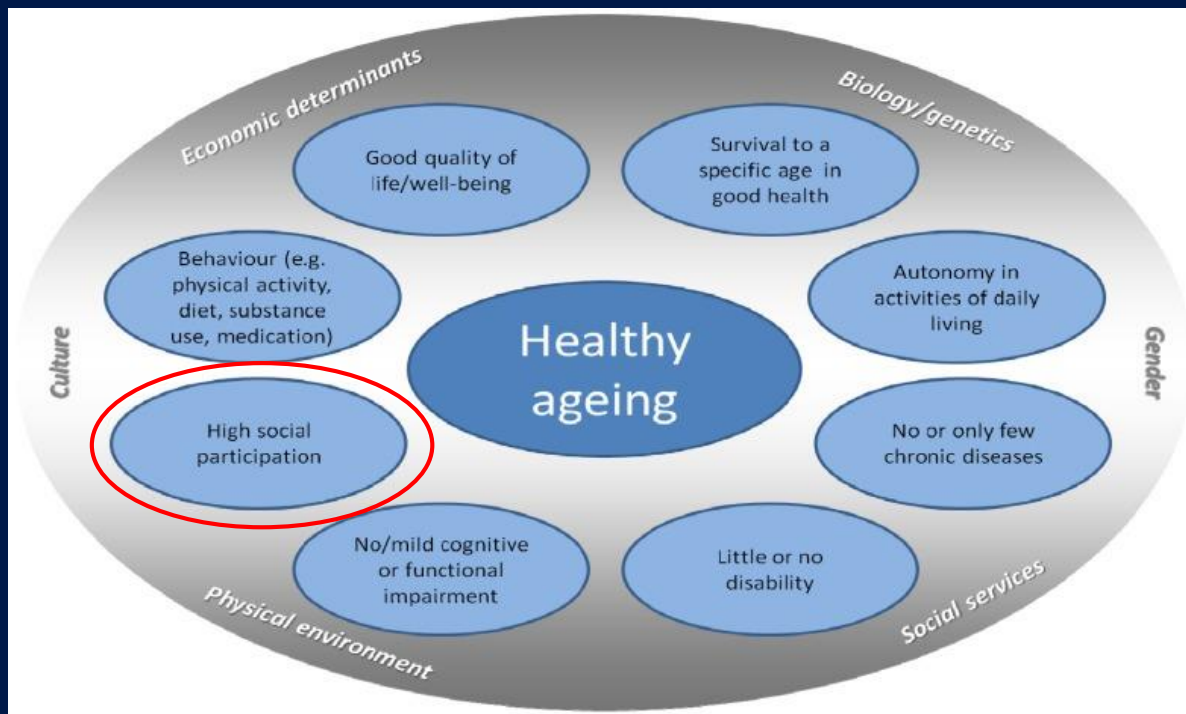 Economic determinants
Biology/genetics
Good quality of
life/well-being
Survival to a
specific age in
good health
Behaviour (e.g.
physical activity,
diet, substance
use, medication)
Autonomy in
activities of daily
living
Culture
Healthy
ageing
Gender
High social
participation
No or only few
chronic diseases
No/mild cognitive
or functional
impairment
Little or no
disability
Physical environment
Social services